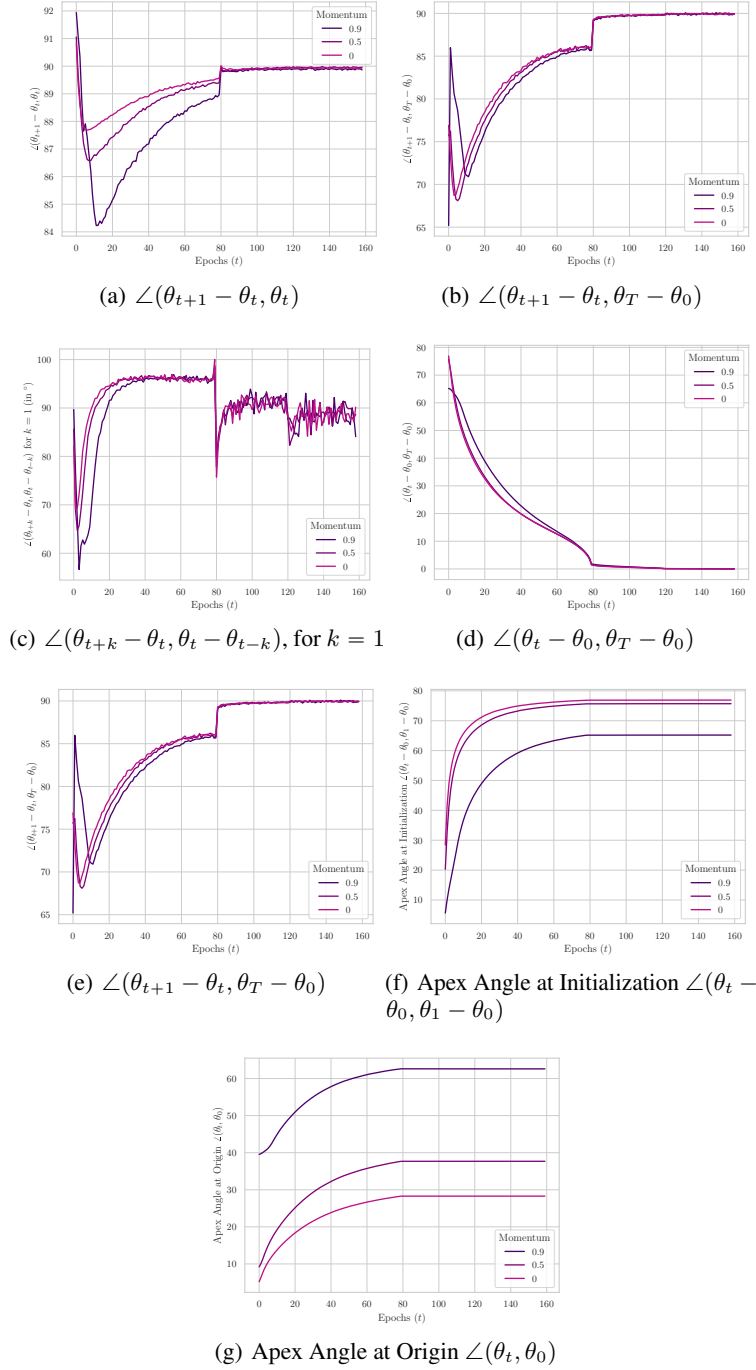 92
91
90
89
88
87
86
85
84
∠(θt+1 − θt, θt)
Momentum
0.9
0.5
0
0 20 40 60 80 100 120 140 160
Epochs (t)
(a) ∠(θt+1 − θt, θt)
90
85
80
75
70
65
∠(θt+1 − θt, θT − θ0)
Momentum
0.9
0.5
0
0 20 40 60 80 100 120 140 160
Epochs (t)
(b) ∠(θt+1 − θt, θT − θ0)
100
90
80
70
60
∠(θt+k − θt, θt − θt−k) for k = 1 (in °)
Momentum
0.9
0.5
0
0 20 40 60 80 100 120 140 160
Epochs (t)
(c) ∠(θt+k − θt, θt − θt−k), for k = 1
80
70
60
50
40
30
20
10
0
∠(θt − θ0, θT − θ0)
Momentum
0.9
0.5
0
0 20 40 60 80 100 120 140 160
Epochs (t)
(d) ∠(θt − θ0, θT − θ0)
90
85
80
75
70
65
∠(θt+1 − θt, θT − θ0)
Momentum
0.9
0.5
0
0 20 40 60 80 100 120 140 160
Epochs (t)
(e) ∠(θt+1 − θt, θT − θ0)
80
70
60
50
40
30
20
10
Apex Angle at Initialization ∠(θt − θ0, θ1 − θ0)
Momentum
0.9
0.5
0
0 20 40 60 80 100 120 140 160
Epochs (t)
(f) Apex Angle at Initialization ∠(θt −
θ0, θ1 − θ0)
60
50
40
30
20
10
Apex Angle at Origin ∠(θt, θ0)
Momentum
0.9
0.5
0
0 20 40 60 80 100 120 140 160
Epochs (t)
(g) Apex Angle at Origin ∠(θt, θ0)